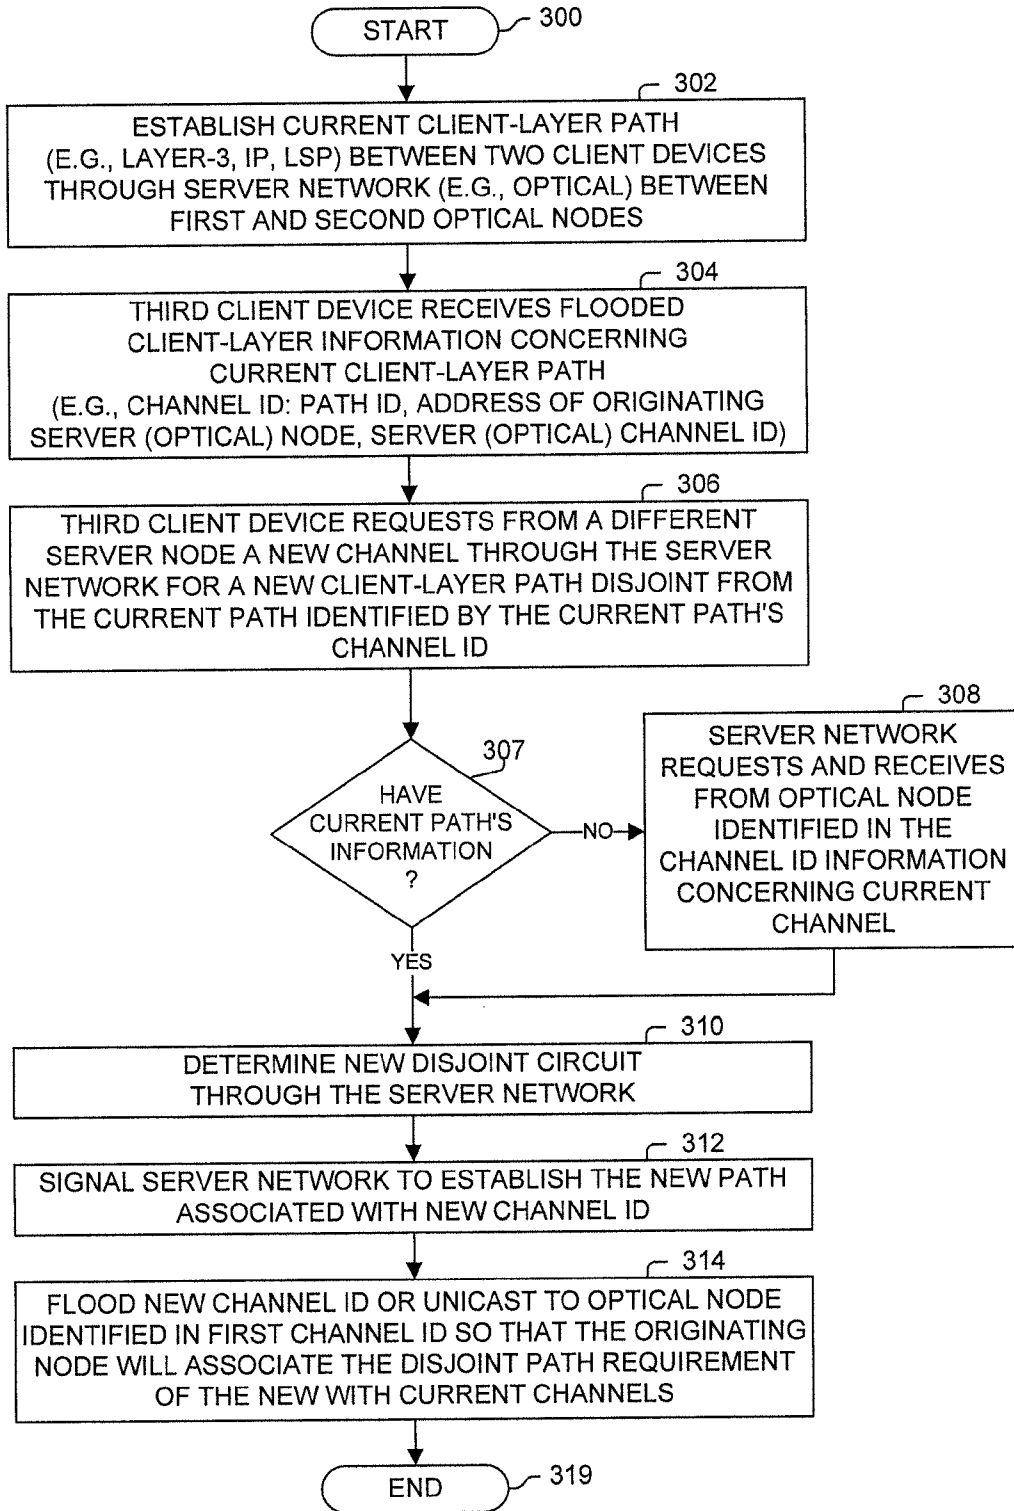 START
300
302
ESTABLISH CURRENT CLIENT-LAYER PATH
(E.G., LAYER-3, IP, LSP) BETWEEN TWO CLIENT DEVICES
THROUGH SERVER NETWORK (E.G., OPTICAL) BETWEEN
FIRST AND SECOND OPTICAL NODES
304
THIRD CLIENT DEVICE RECEIVES FLOODED
CLIENT-LAYER INFORMATION CONCERNING
CURRENT CLIENT-LAYER PATH
(E.G., CHANNEL ID: PATH ID, ADDRESS OF ORIGINATING
SERVER (OPTICAL) NODE, SERVER (OPTICAL) CHANNEL ID)
306
THIRD CLIENT DEVICE REQUESTS FROM A DIFFERENT
SERVER NODE A NEW CHANNEL THROUGH THE SERVER
NETWORK FOR A NEW CLIENT-LAYER PATH DISJOINT FROM
THE CURRENT PATH IDENTIFIED BY THE CURRENT PATH'S
CHANNEL ID
307
HAVE
CURRENT PATH'S
INFORMATION
?
NO
308
SERVER NETWORK
REQUESTS AND RECEIVES
FROM OPTICAL NODE
IDENTIFIED IN THE
CHANNEL ID INFORMATION
CONCERNING CURRENT
CHANNEL
YES
310
DETERMINE NEW DISJOINT CIRCUIT
THROUGH THE SERVER NETWORK
312
SIGNAL SERVER NETWORK TO ESTABLISH THE NEW PATH
ASSOCIATED WITH NEW CHANNEL ID
314
FLOOD NEW CHANNEL ID OR UNICAST TO OPTICAL NODE
IDENTIFIED IN FIRST CHANNEL ID SO THAT THE ORIGINATING
NODE WILL ASSOCIATE THE DISJOINT PATH REQUIREMENT
OF THE NEW WITH CURRENT CHANNELS
END
319